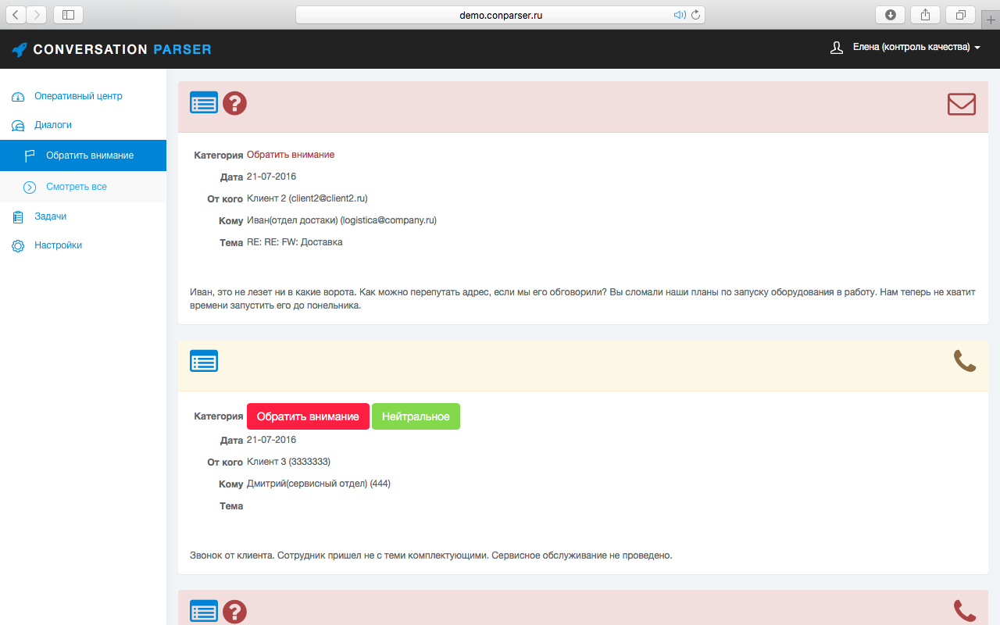 demo.conparser.ru
CONVERSATION PARSER
Елена (контроль качества)
Оперативный центр
Диалоги
Обратить внимание
Смотреть все
Задачи
Настройки
Категория Обратить внимание
Дата 21-07-2016
От кого Клиент 2 (client2@client2.ru)
Кому Иван(отдел достаки) (logistica@company.ru)
Тема RE: RE: FW: Доставка
Иван, это не лезет ни в какие ворота. Как можно перепутать адрес, если мы его обговорили? Вы сломали наши планы по запуску оборудования в работу. Нам теперь не хватит
времени запустить его до понельника.
Категория Обратить внимание Нейтральное
Дата 21-07-2016
От кого Клиент 3 (3333333)
Кому Дмитрий(сервисный отдел) (444)
Тема
Звонок от клиента. Сотрудник пришел не с теми комплектующими. Сервисное обслуживание не проведено.